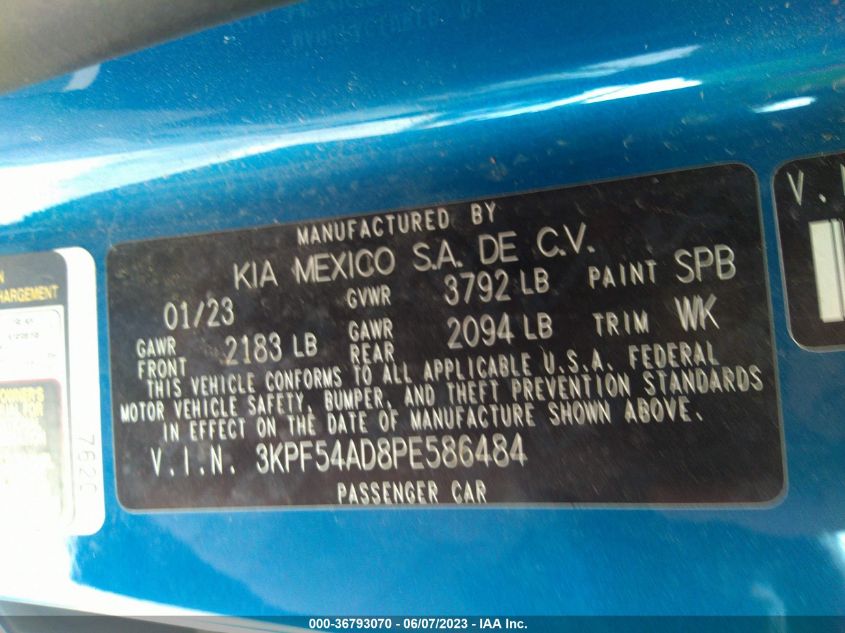 MANUFACTURED BY
KIA MEXICO S.A. DE C.V.
01/23 GVWR 3792 LB PAINT SPB
GAWR FRONT 2183 LB GAWR REAR 2094 LB TRIM WK
THIS VEHICLE CONFORMS TO ALL APPLICABLE U.S.A. FEDERAL
MOTOR VEHICLE SAFETY, BUMPER, AND THEFT PREVENTION STANDARDS
IN EFFECT ON THE DATE OF MANUFACTURE SHOWN ABOVE.
V.I.N. 3KPF54AD8PE586484
PASSENGER CAR
V.
CHARGEMENT
762C
000-36793070 - 06/07/2023 - IAA Inc.